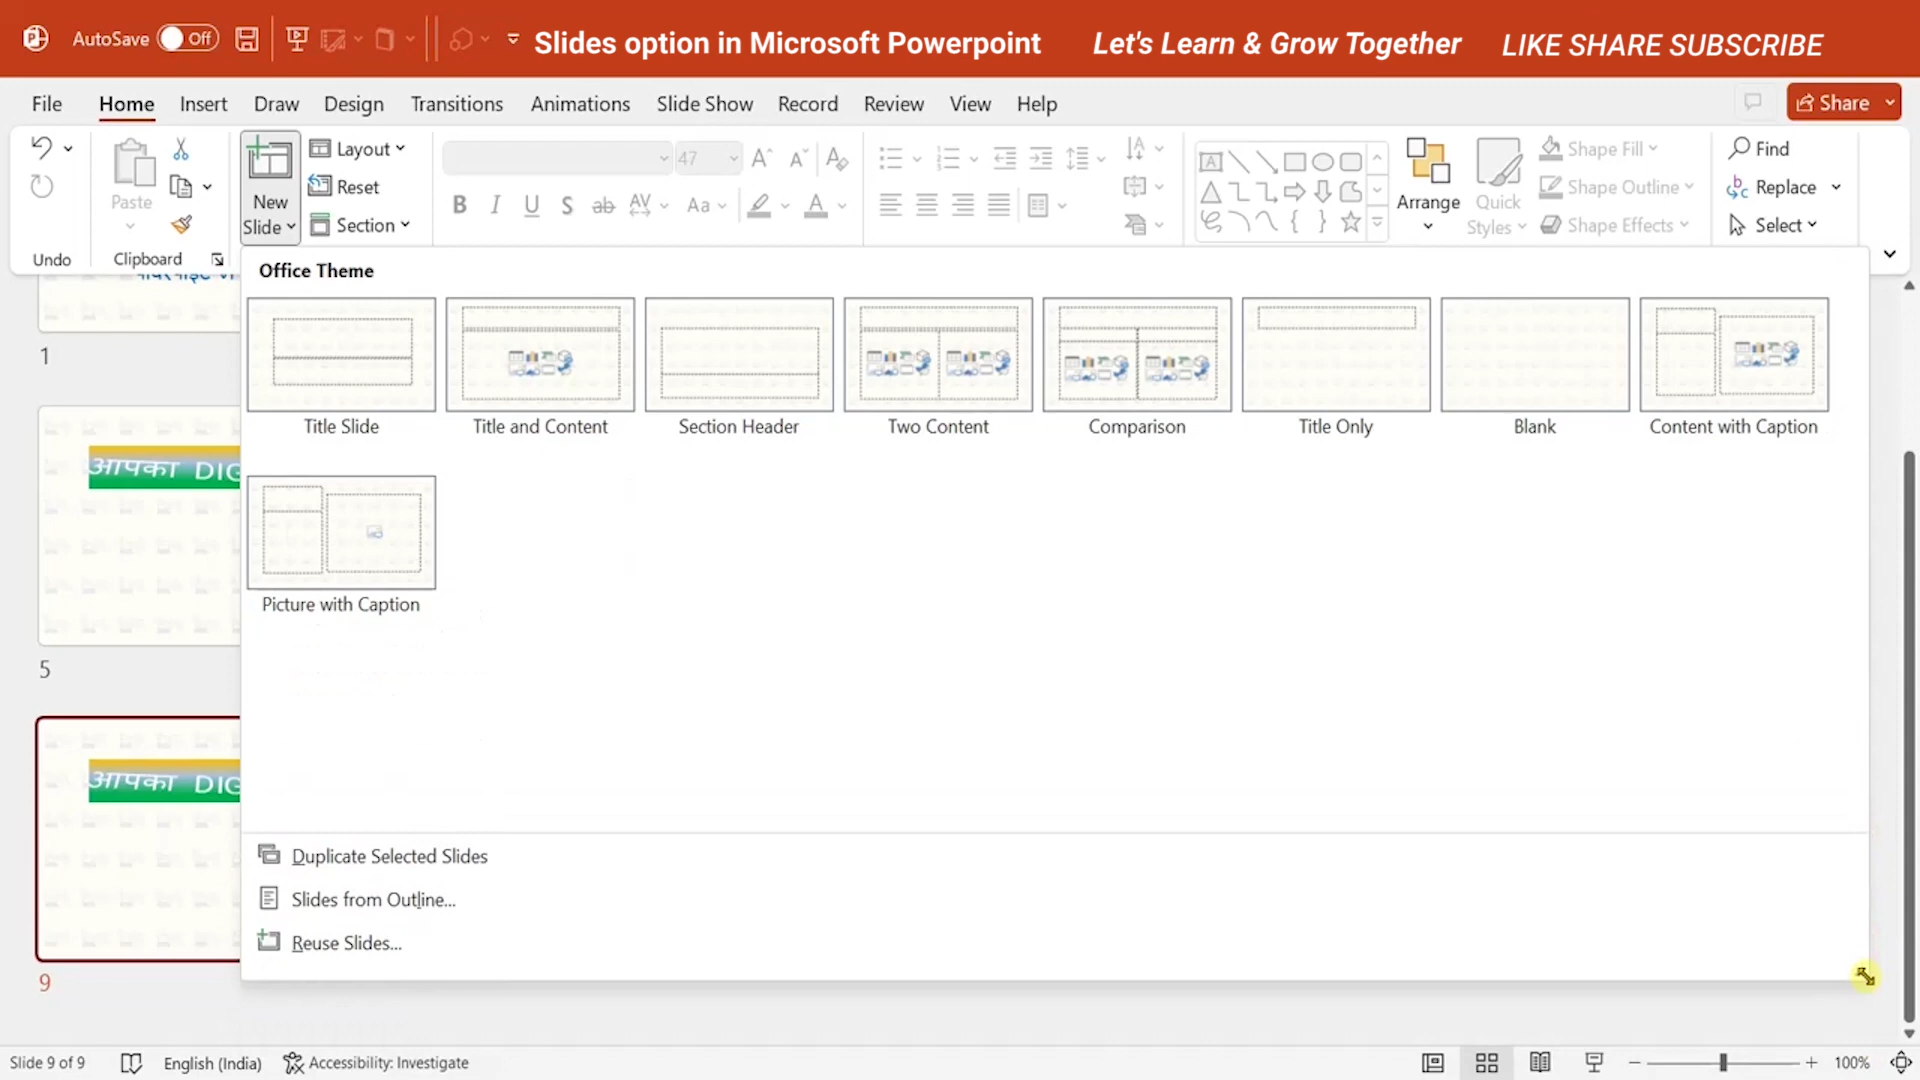 AutoSave Off
Slides option in Microsoft Powerpoint
Let's Learn & Grow Together
LIKE SHARE SUBSCRIBE
File Home Insert Draw Design Transitions Animations Slide Show Record Review View Help
Share
Paste
New Slide
Layout
Reset
Section
47
Arrange
Quick Styles
Shape Fill
Shape Outline
Shape Effects
Find
Replace
Select
Undo
Clipboard
Office Theme
Title Slide
Title and Content
Section Header
Two Content
Comparison
Title Only
Blank
Content with Caption
Picture with Caption
1
आपका DIG
5
आपका DIG
9
Duplicate Selected Slides
Slides from Outline...
Reuse Slides...
Slide 9 of 9
English (India)
Accessibility: Investigate
100%